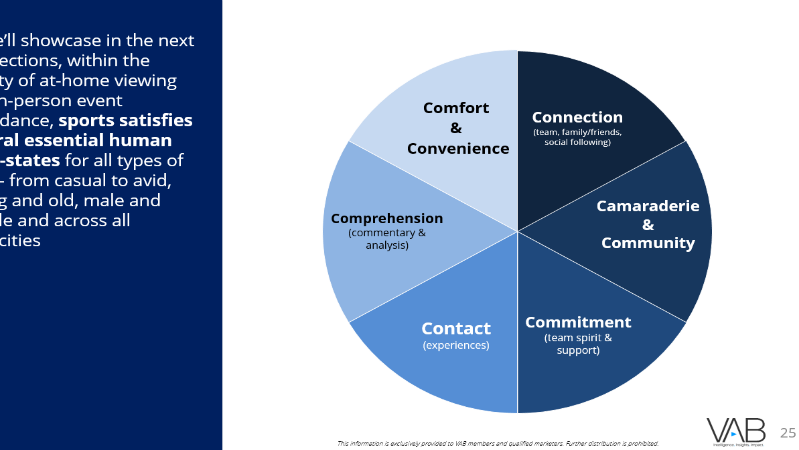 e'll showcase in the next
ections, within the
ty of at-home viewing
n-person event
dance, sports satisfies
ral essential human
-states for all types of
- from casual to avid,
g and old, male and
le and across all
cities
Comfort
&
Convenience
Connection
(team, family/friends,
social following)
Camaraderie
&
Community
Comprehension
(commentary &
analysis)
Contact
(experiences)
Commitment
(team spirit &
support)
This information is exclusively provided to VAB members and qualified marketers. Further distribution is prohibited.
VAB
25